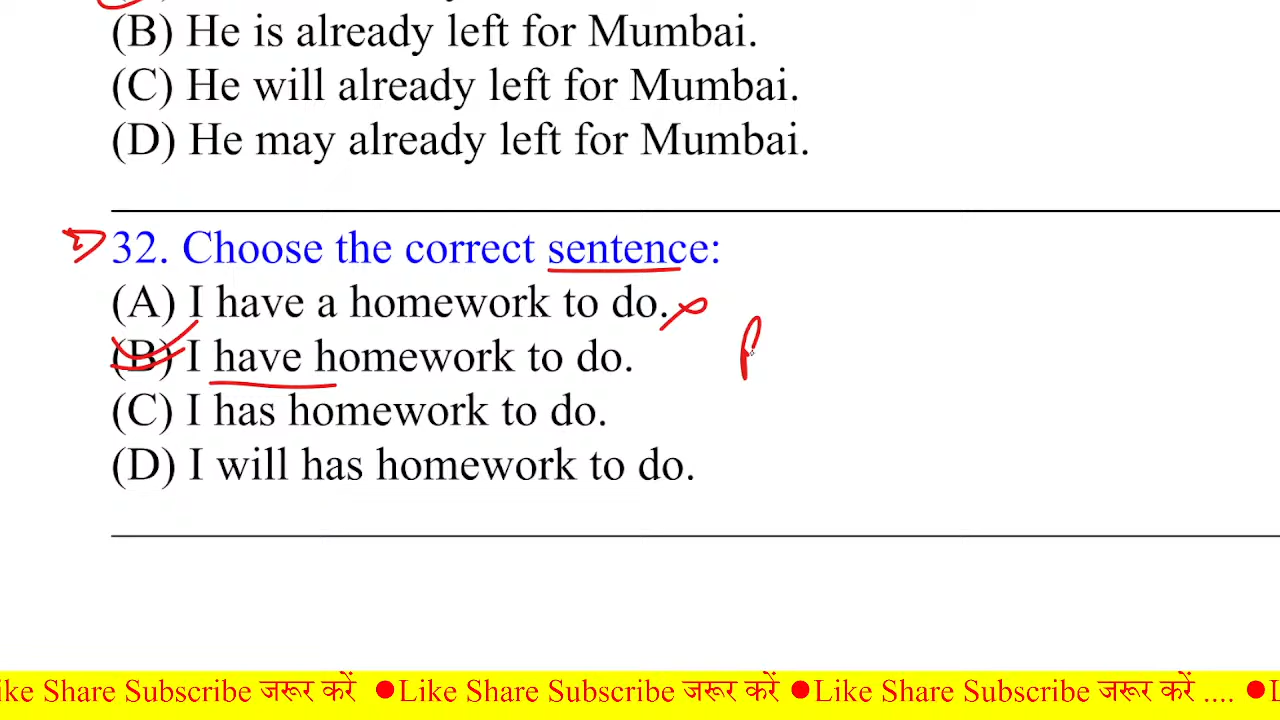 (B) He is already left for Mumbai.
(C) He will already left for Mumbai.
(D) He may already left for Mumbai.
32. Choose the correct sentence:
(A) I have a homework to do.
(B) I have homework to do.
(C) I has homework to do.
(D) I will has homework to do.
ike Share Subscribe जरूर करें ●Like Share Subscribe जरूर करें ●Like Share Subscribe जरूर करें .... ●L